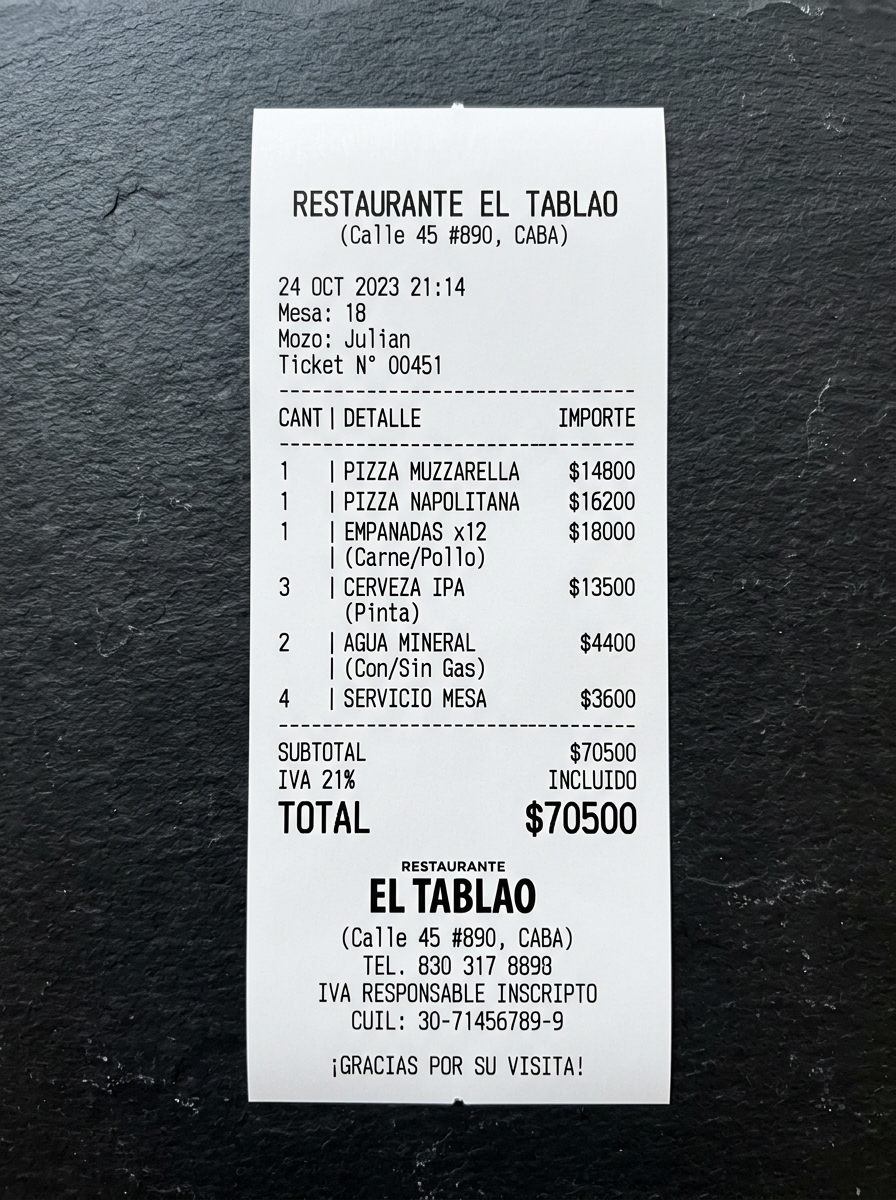 RESTAURANTE EL TABLAO
(Calle 45 #890, CABA)
24 OCT 2023 21:14
Mesa: 18
Mozo: Julian
Ticket N° 00451
CANT | DETALLE IMPORTE
1 | PIZZA MUZZARELLA $14800
1 | PIZZA NAPOLITANA $16200
1 | EMPANADAS x12 $18000
| (Carne/Pollo)
3 | CERVEZA IPA $13500
(Pinta)
2 | AGUA MINERAL $4400
| (Con/Sin Gas)
4 | SERVICIO MESA $3600
SUBTOTAL $70500
IVA 21% INCLUIDO
TOTAL $70500
RESTAURANTE
EL TABLAO
(Calle 45 #890, CABA)
TEL. 830 317 8898
IVA RESPONSABLE INSCRIPTO
CUIL: 30-71456789-9
¡GRACIAS POR SU VISITA!